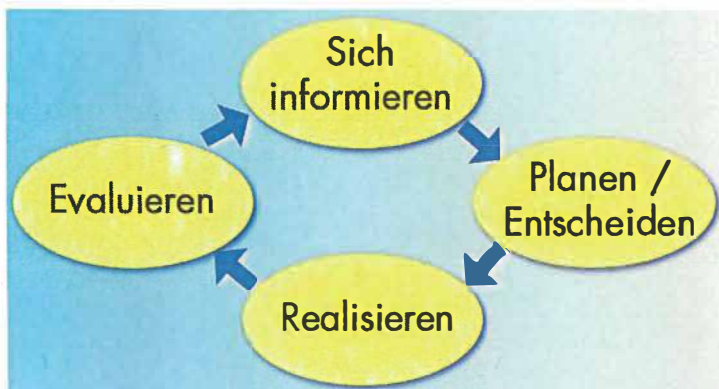 Sich
informieren
Planen /
Entscheiden
Realisieren
Evaluieren